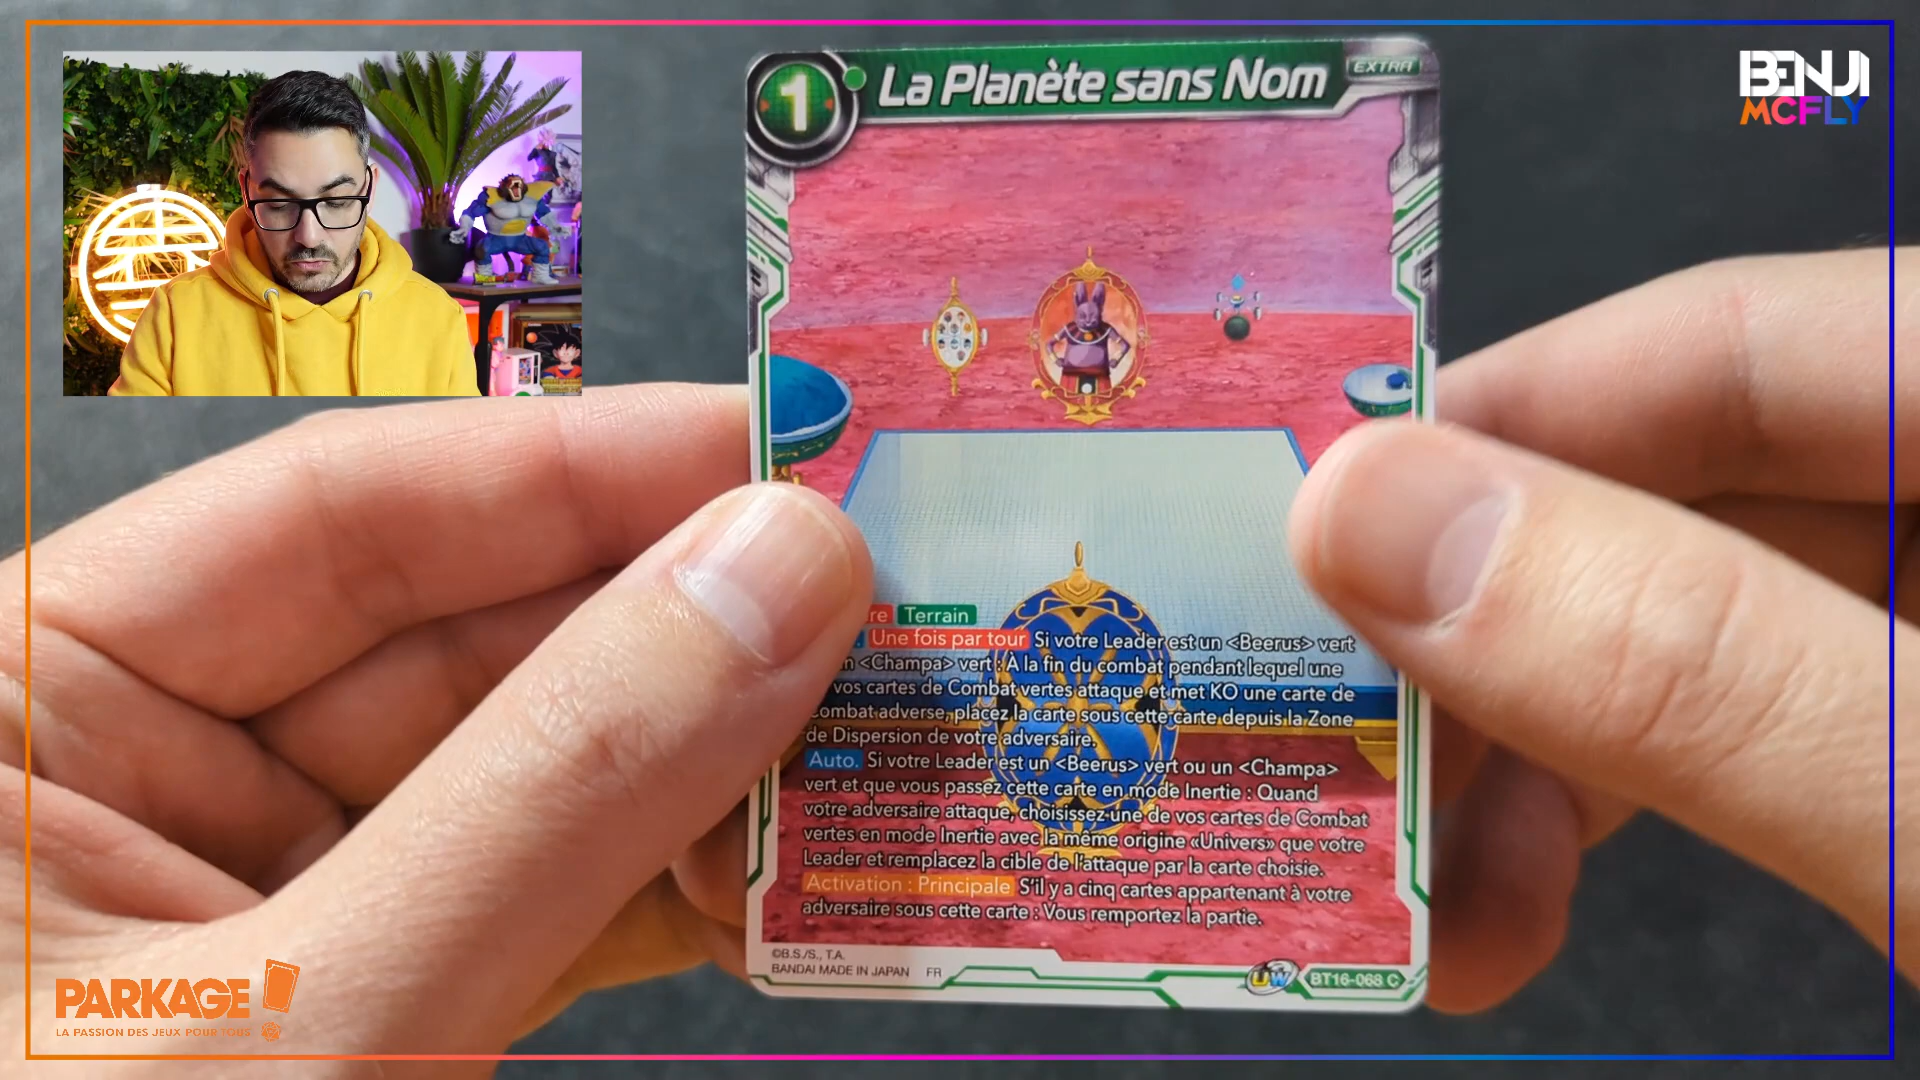 BENJI
MCFLY
1
La Planète sans Nom
EXTRA
re Terrain
Une fois par tour Si votre Leader est un <Beerus> vert
n <Champa> vert : À la fin du combat pendant lequel une
vos cartes de Combat vertes attaque et met KO une carte de
ombat adverse, placez la carte sous cette carte depuis la Zone
de Dispersion de votre adversaire.
Auto. Si votre Leader est un <Beerus> vert ou un <Champa>
vert et que vous passez cette carte en mode Inertie : Quand
votre adversaire attaque, choisissez une de vos cartes de Combat
vertes en mode Inertie avec la même origine «Univers» que votre
Leader et remplacez la cible de l'attaque par la carte choisie.
Activation : Principale S'il y a cinq cartes appartenant à votre
adversaire sous cette carte : Vous remportez la partie.
©B.S./S., T.A.
BANDAI MADE IN JAPAN FR
UW
BT16-068 C
PARKAGE
LA PASSION DES JEUX POUR TOUS